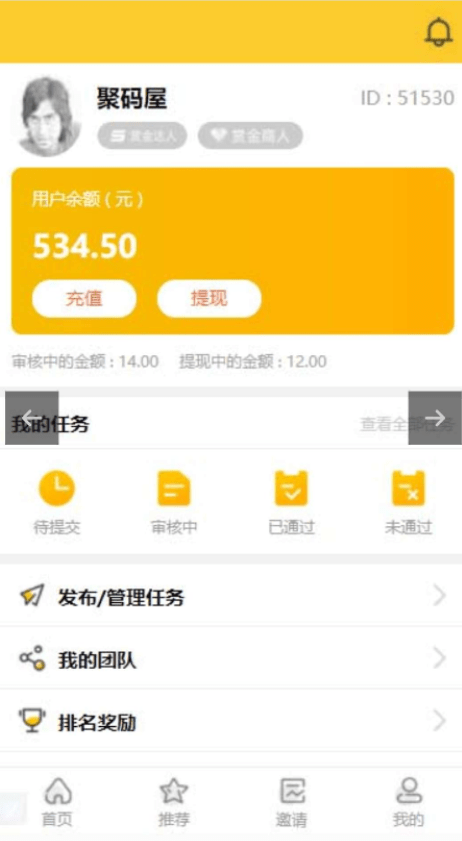 聚码屋
ID : 51530
赏金达人
赏金商人
用户余额 ( 元 )
534.50
充值
提现
审核中的金额 : 14.00
提现中的金额 : 12.00
我的任务
查看全部任务
待提交
审核中
已通过
未通过
发布/管理任务
我的团队
排名奖励
首页
推荐
邀请
我的